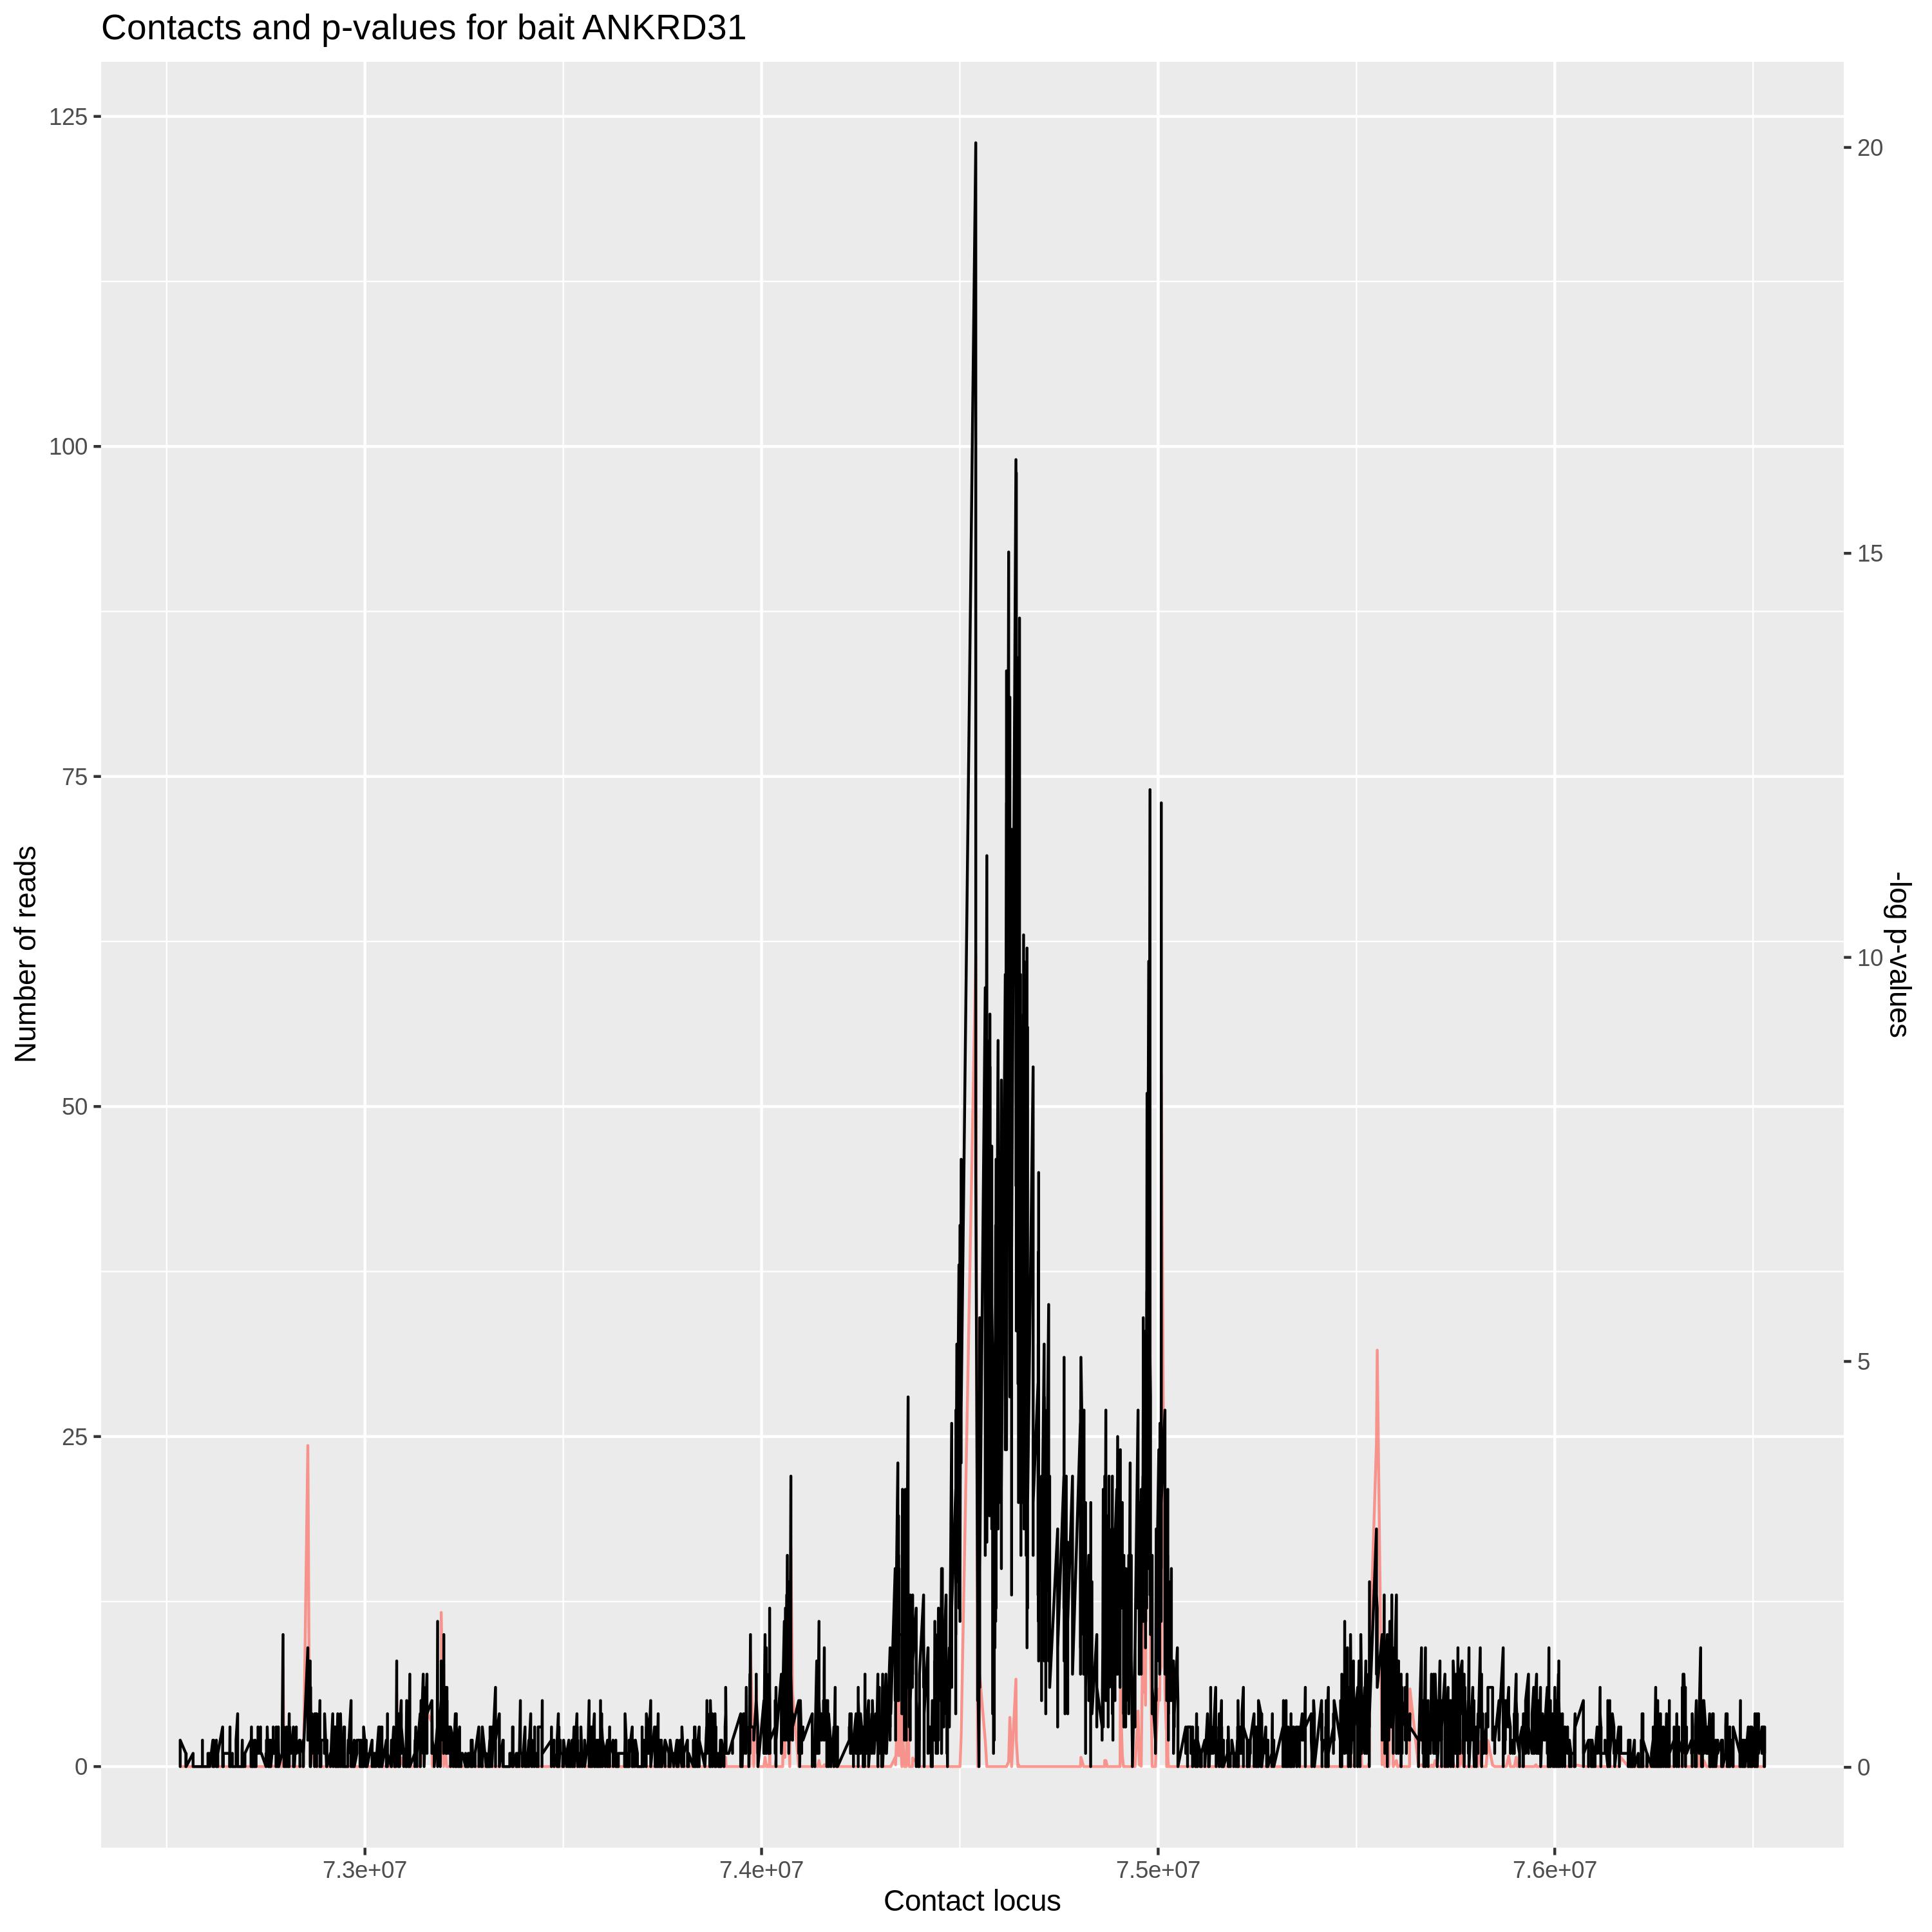 Contacts and p-values for bait ANKRD31
125
100
75
50
25
0
Number of reads
20
15
10
5
0
-log p-values
7.3e+07
7.4e+07
7.5e+07
7.6e+07
Contact locus